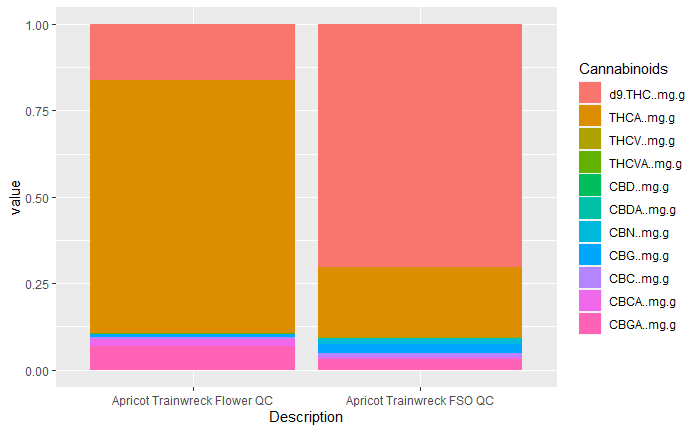 1.00
0.75
0.50
0.25
0.00
value
Apricot Trainwreck Flower QC
Apricot Trainwreck FSO QC
Description
Cannabinoids
d9.THC..mg.g
THCA..mg.g
THCV..mg.g
THCVA..mg.g
CBD..mg.g
CBDA..mg.g
CBN..mg.g
CBG..mg.g
CBC..mg.g
CBCA..mg.g
CBGA..mg.g